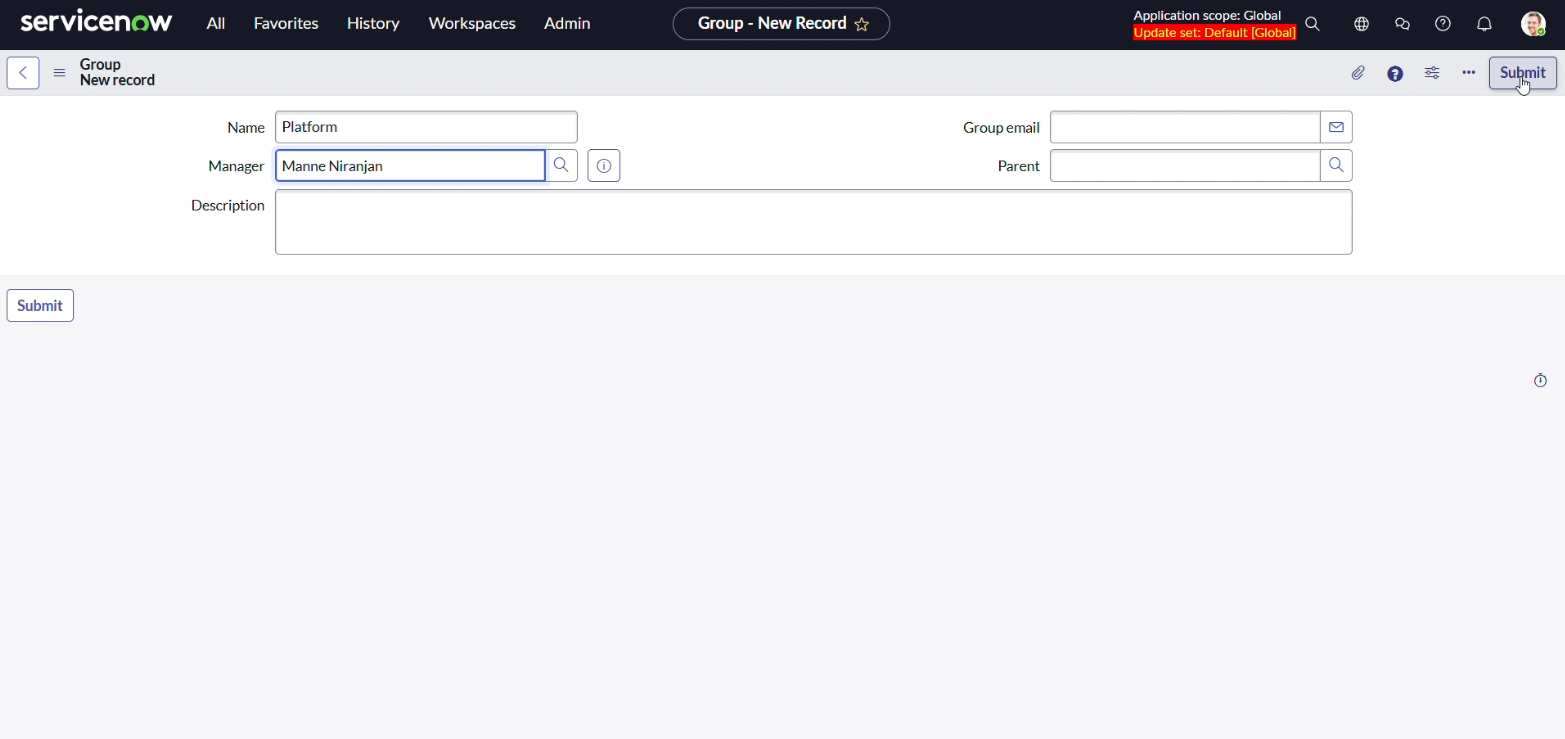 servicenow All Favorites History Workspaces Admin Group - New Record Application scope: Global
Update set: Default [Global]
Group
New record
Submit
Name Platform Group email
Manager Manne Niranjan Parent
Description
Submit